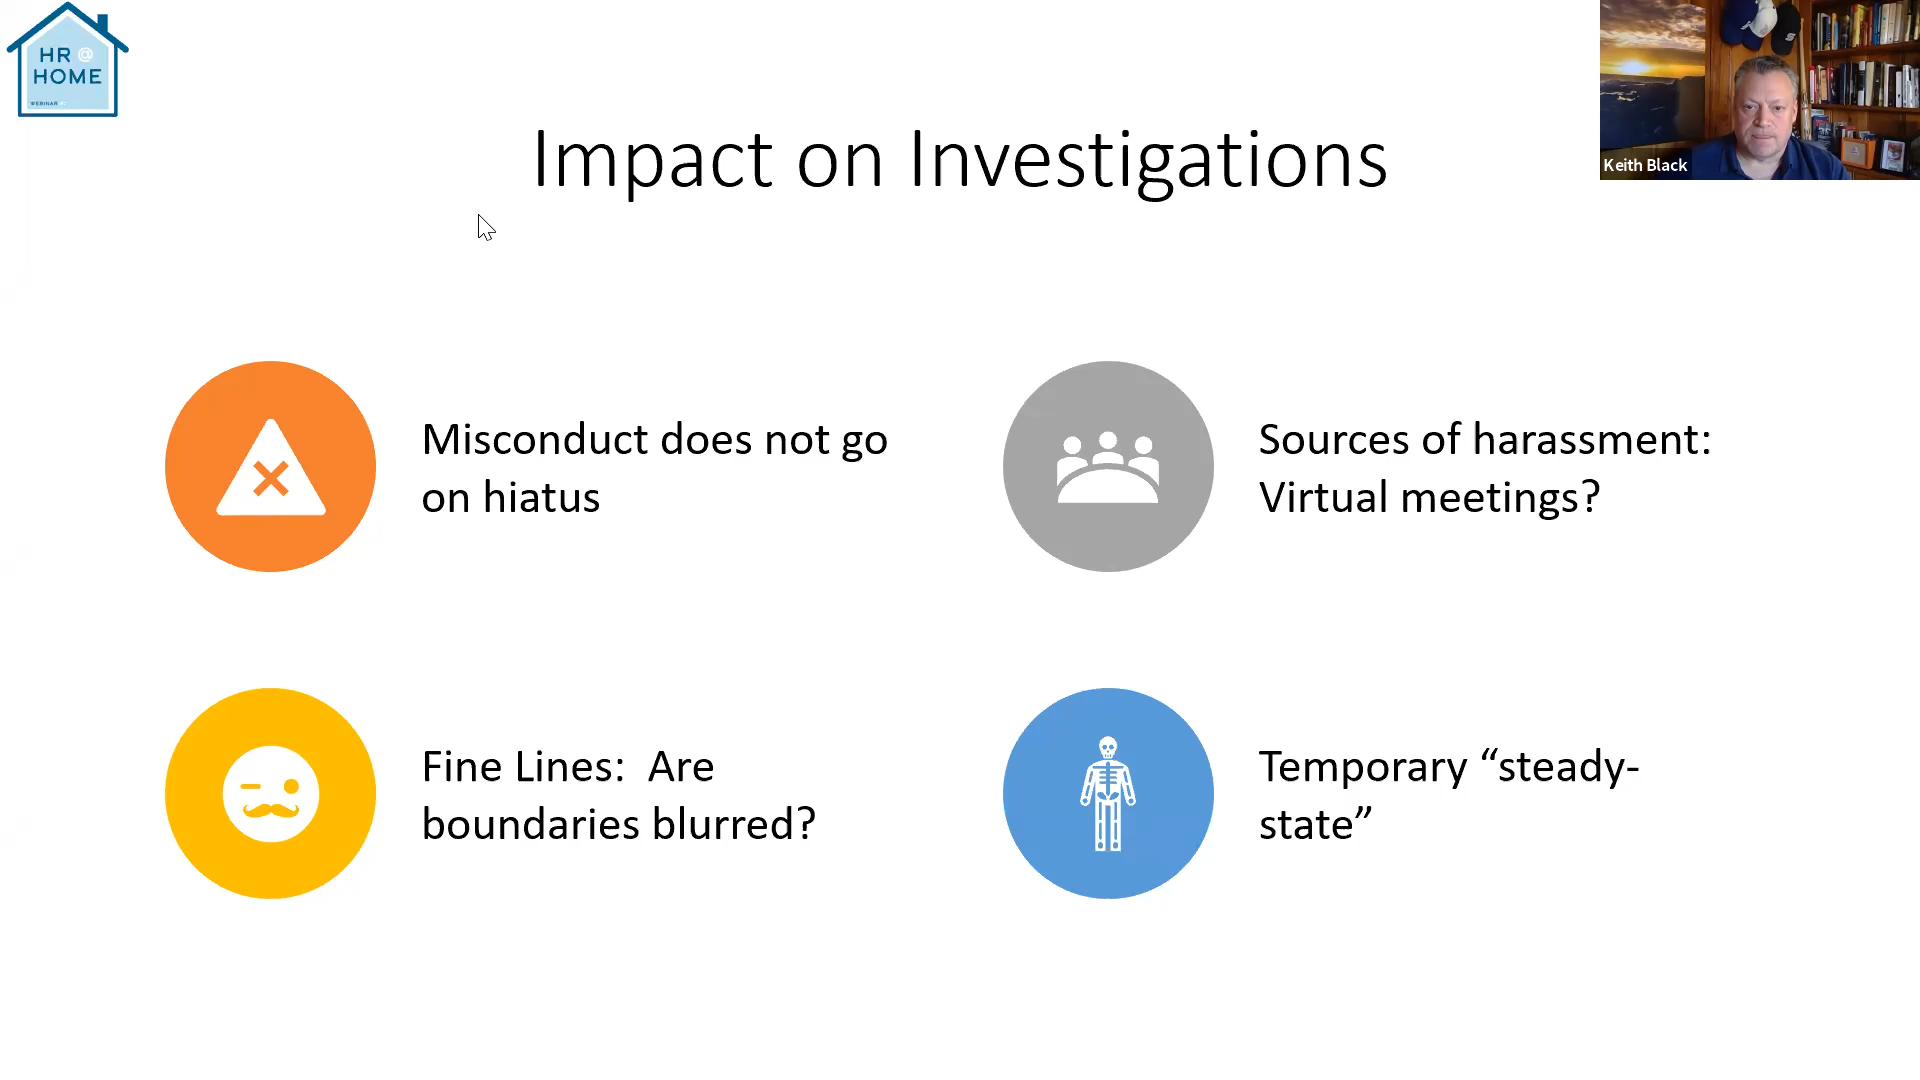 HR @
HOME
WEBINAR
Keith Black
Impact on Investigations
Misconduct does not go
on hiatus
Sources of harassment:
Virtual meetings?
Fine Lines:  Are
boundaries blurred?
Temporary “steady-
state”